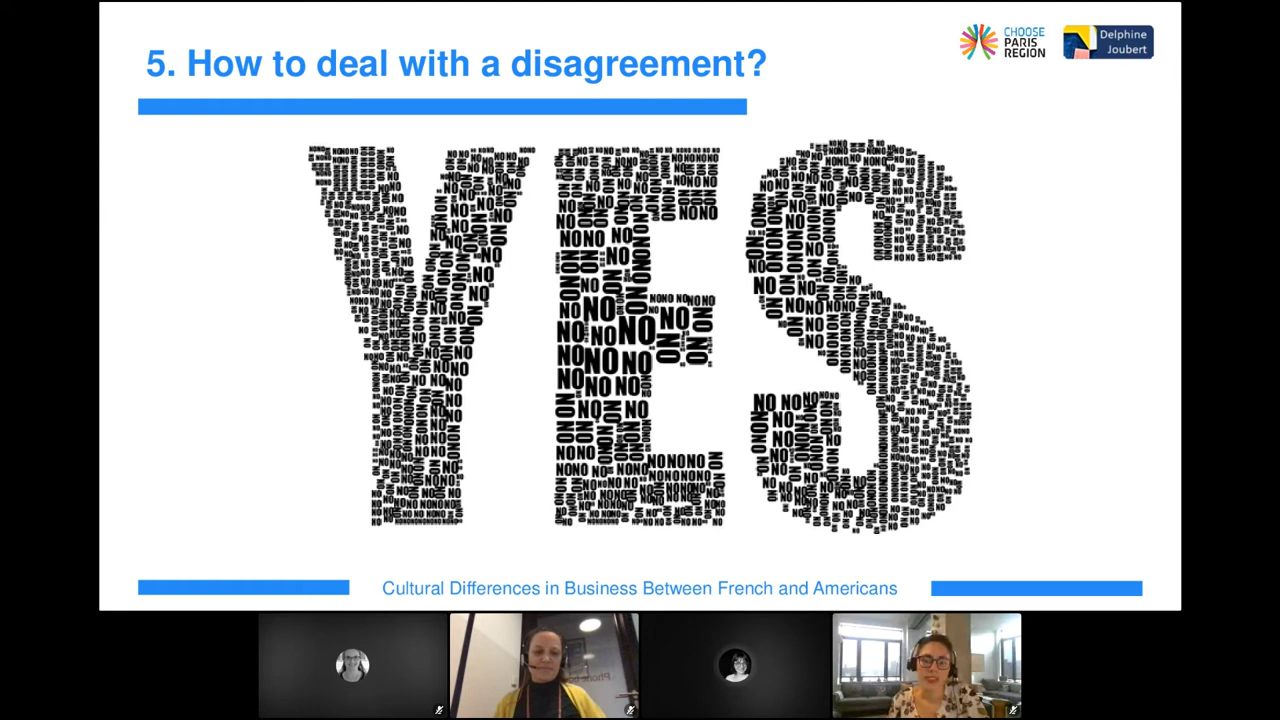 5. How to deal with a disagreement?
CHOOSE
PARIS
REGION
Delphine
Joubert
YES
Cultural Differences in Business Between French and Americans